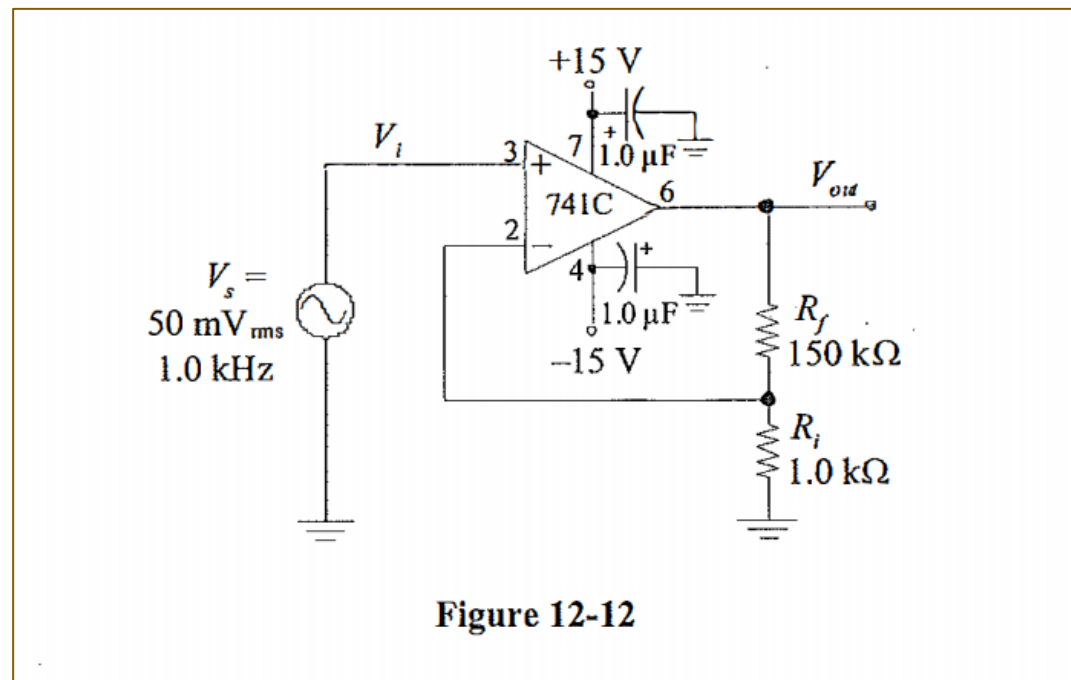 +15 V
V_i
3
+
7
+
1.0 µF
741C
6
V_out
2
−
4
+
1.0 µF
−15 V
V_s =
50 mV_rms
1.0 kHz
R_f
150 kΩ
R_i
1.0 kΩ
Figure 12-12